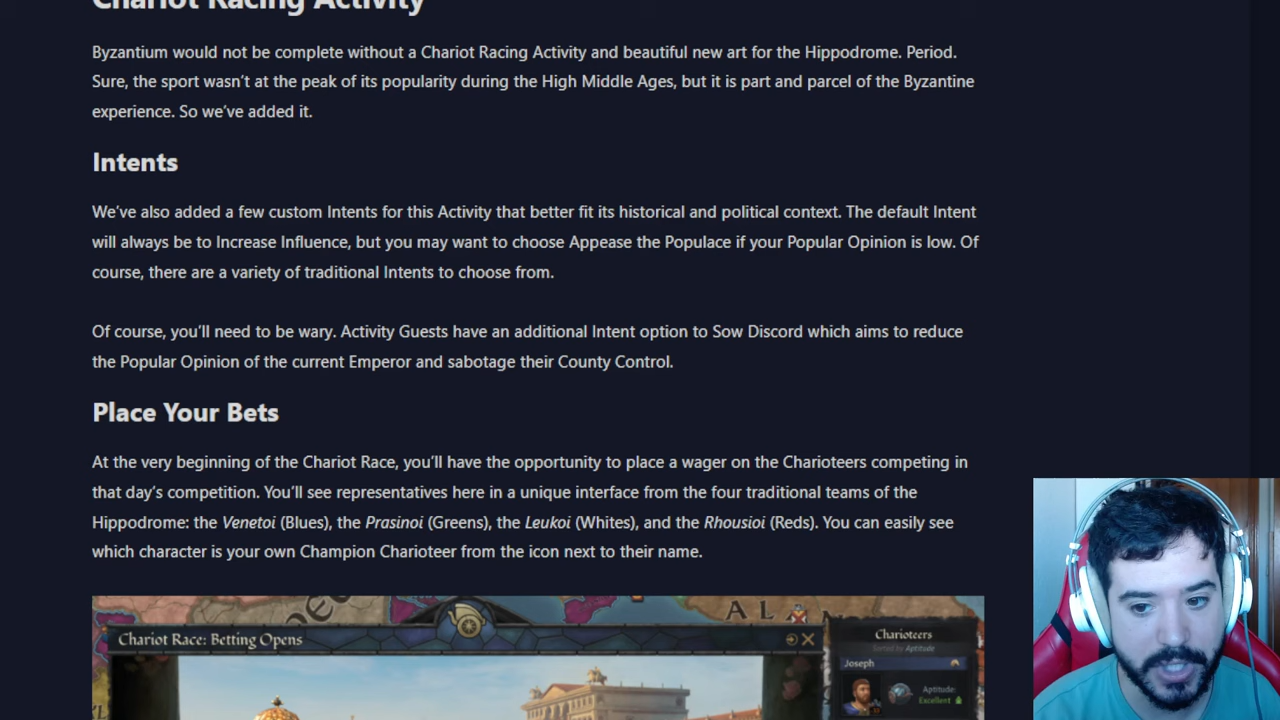 Chariot Racing Activity
Byzantium would not be complete without a Chariot Racing Activity and beautiful new art for the Hippodrome. Period.
Sure, the sport wasn’t at the peak of its popularity during the High Middle Ages, but it is part and parcel of the Byzantine
experience. So we’ve added it.
Intents
We’ve also added a few custom Intents for this Activity that better fit its historical and political context. The default Intent
will always be to Increase Influence, but you may want to choose Appease the Populace if your Popular Opinion is low. Of
course, there are a variety of traditional Intents to choose from.
Of course, you’ll need to be wary. Activity Guests have an additional Intent option to Sow Discord which aims to reduce
the Popular Opinion of the current Emperor and sabotage their County Control.
Place Your Bets
At the very beginning of the Chariot Race, you’ll have the opportunity to place a wager on the Charioteers competing in
that day’s competition. You’ll see representatives here in a unique interface from the four traditional teams of the
Hippodrome: the Venetoi (Blues), the Prasinoi (Greens), the Leukoi (Whites), and the Rhousioi (Reds). You can easily see
which character is your own Champion Charioteer from the icon next to their name.
Chariot Race: Betting Opens
Charioteers
Sorted by Aptitude
Joseph
Aptitude:
Excellent